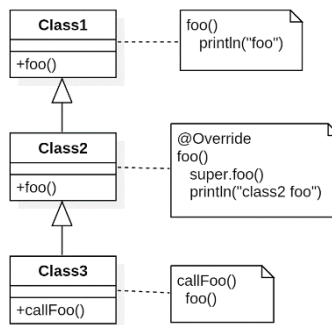 Class1
+foo()
foo()
println("foo")
Class2
+foo()
@Override
foo()
super.foo()
println("class2 foo")
Class3
+callFoo()
callFoo()
foo()